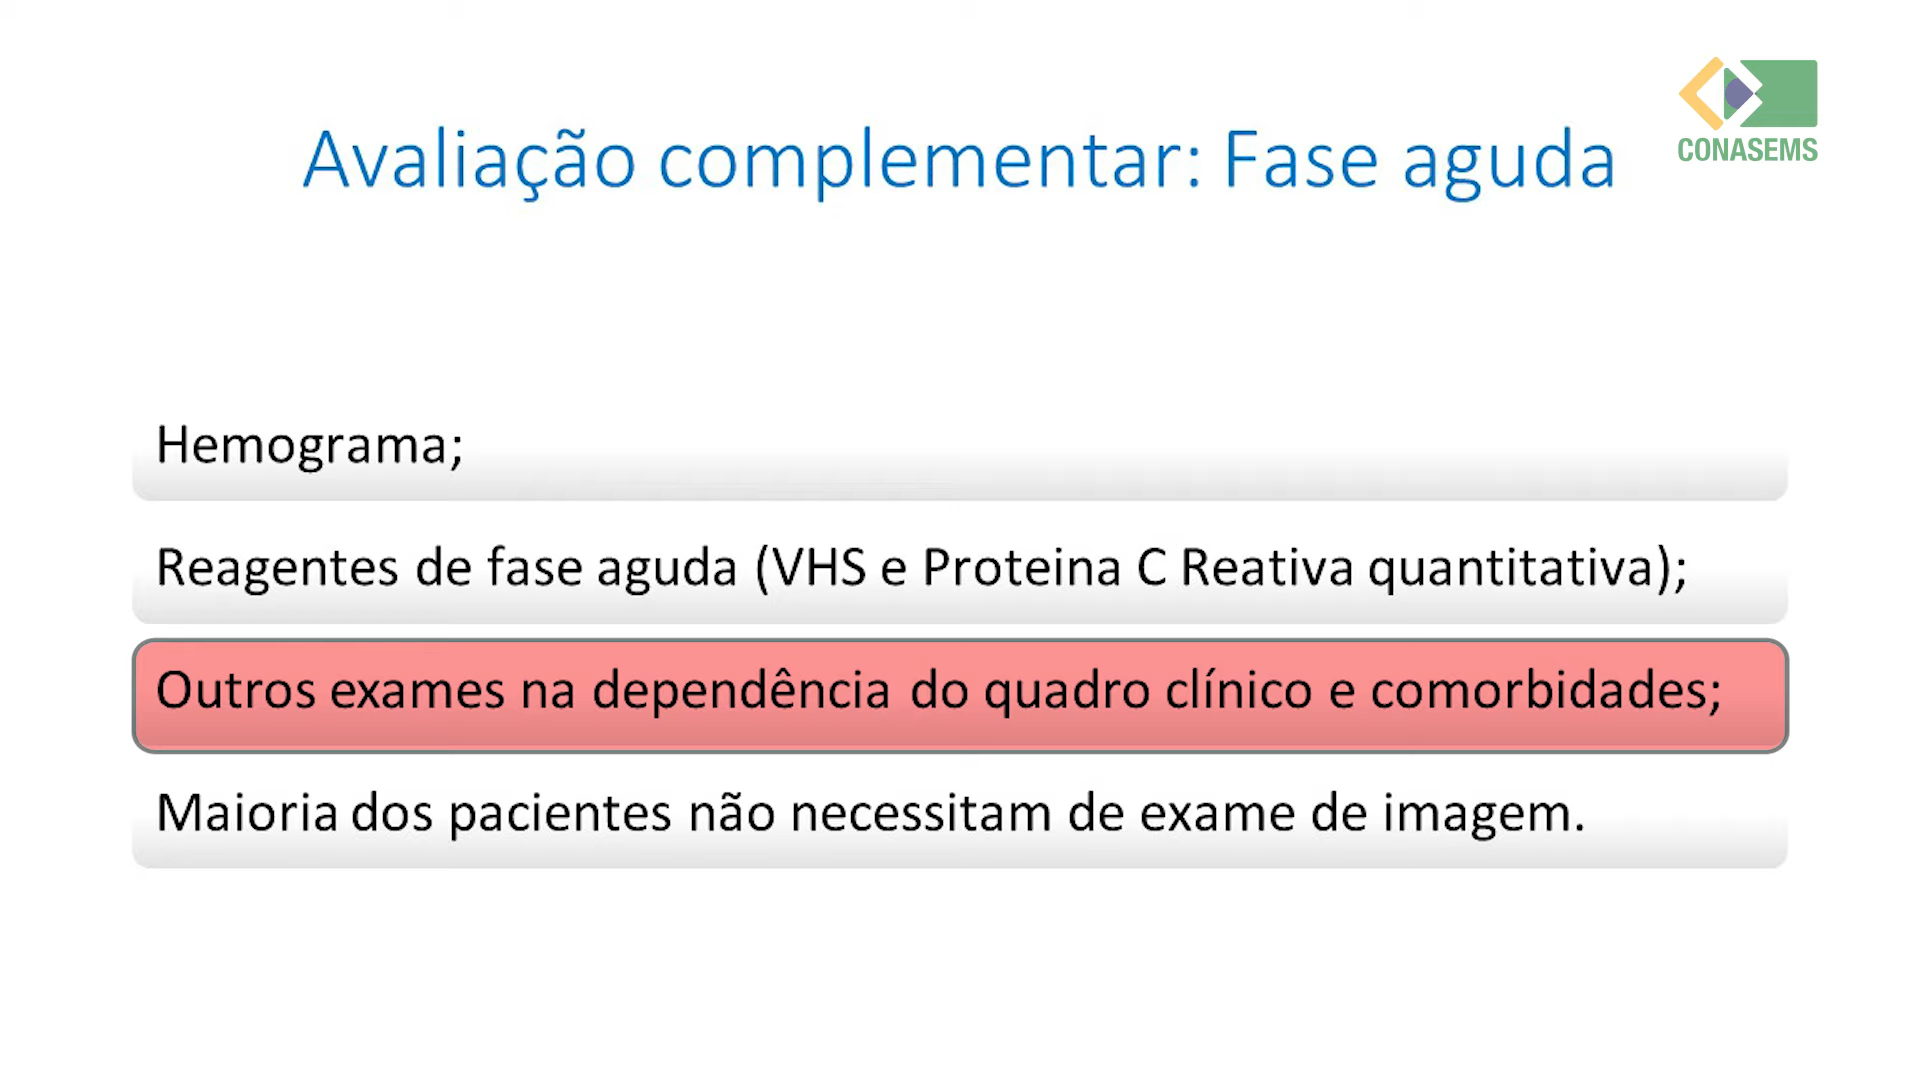 CONASEMS
Avaliação complementar: Fase aguda
Hemograma;
Reagentes de fase aguda (VHS e Proteina C Reativa quantitativa);
Outros exames na dependência do quadro clínico e comorbidades;
Maioria dos pacientes não necessitam de exame de imagem.